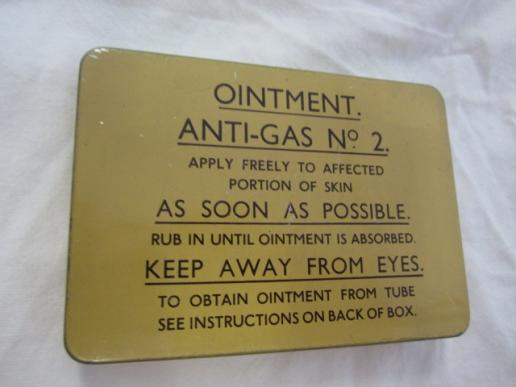 OINTMENT.
ANTI-GAS Nº 2.
APPLY FREELY TO AFFECTED
PORTION OF SKIN
AS SOON AS POSSIBLE.
RUB IN UNTIL OINTMENT IS ABSORBED.
KEEP AWAY FROM EYES.
TO OBTAIN OINTMENT FROM TUBE
SEE INSTRUCTIONS ON BACK OF BOX.